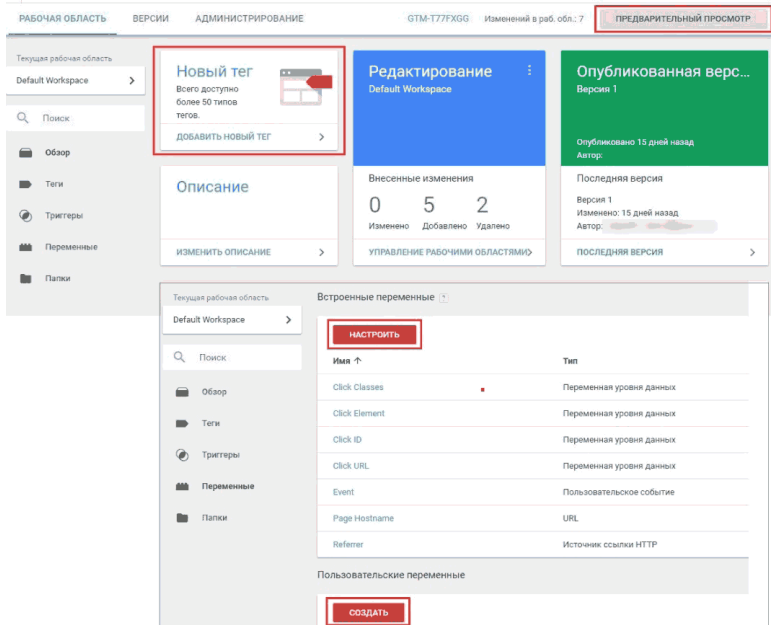 РАБОЧАЯ ОБЛАСТЬ ВЕРСИИ АДМИНИСТРИРОВАНИЕ GTM-T77FXGG Изменений в раб. обл.: 7 ПРЕДВАРИТЕЛЬНЫЙ ПРОСМОТР
Текущая рабочая область
Default Workspace
Поиск
Обзор
Теги
Триггеры
Переменные
Папки
Новый тег
Всего доступно
более 50 типов
тегов.
ДОБАВИТЬ НОВЫЙ ТЕГ
Описание
ИЗМЕНИТЬ ОПИСАНИЕ
Редактирование
Default Workspace
Внесенные изменения
0 5 2
Изменено Добавлено Удалено
УПРАВЛЕНИЕ РАБОЧИМИ ОБЛАСТЯМИ
Опубликованная верс...
Версия 1
Опубликовано 15 дней назад
Автор:
Последняя версия
Версия 1
Изменено: 15 дней назад
Автор:
ПОСЛЕДНЯЯ ВЕРСИЯ
Текущая рабочая область
Default Workspace
Поиск
Обзор
Теги
Триггеры
Переменные
Папки
Встроенные переменные ?
НАСТРОИТЬ
Имя ↑ Тип
Click Classes Переменная уровня данных
Click Element Переменная уровня данных
Click ID Переменная уровня данных
Click URL Переменная уровня данных
Event Пользовательское событие
Page Hostname URL
Referrer Источник ссылки HTTP
Пользовательские переменные
СОЗДАТЬ